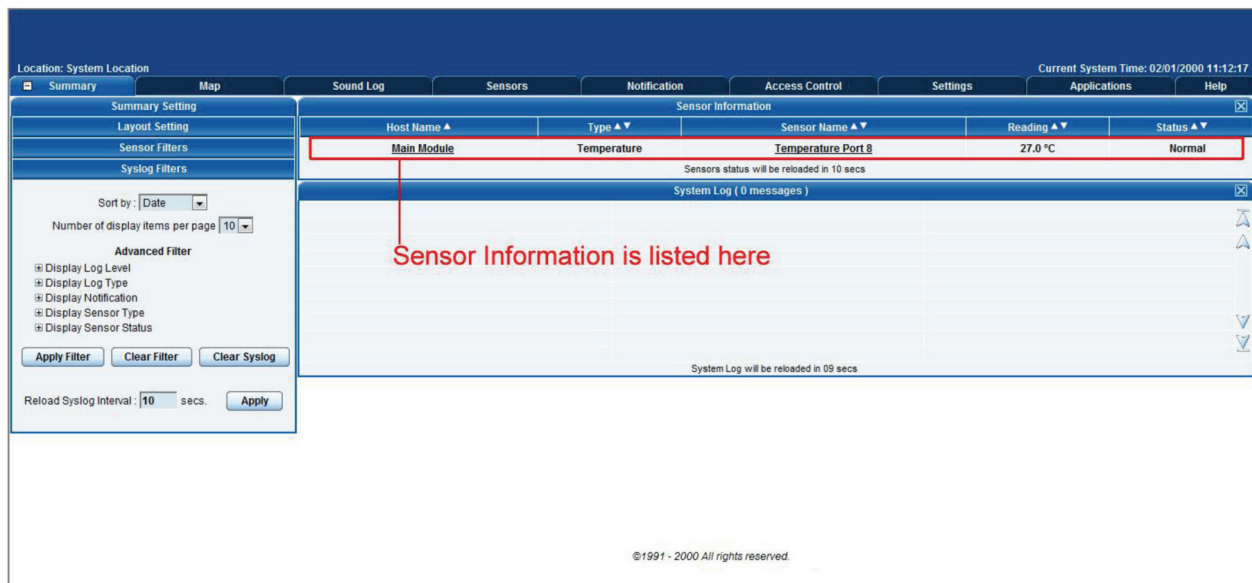 Location: System Location
Current System Time: 02/01/2000 11:12:17
Summary Map Sound Log Sensors Notification Access Control Settings Applications Help
Summary Setting
Layout Setting
Sensor Filters
Syslog Filters
Sort by : Date
Number of display items per page 10
Advanced Filter
Display Log Level
Display Log Type
Display Notification
Display Sensor Type
Display Sensor Status
Apply Filter Clear Filter Clear Syslog
Reload Syslog Interval : 10 secs. Apply
Sensor Information
Host Name Type Sensor Name Reading Status
Main Module Temperature Temperature Port 8 27.0 °C Normal
Sensors status will be reloaded in 10 secs
System Log ( 0 messages )
Sensor Information is listed here
System Log will be reloaded in 09 secs
©1991 - 2000 All rights reserved.